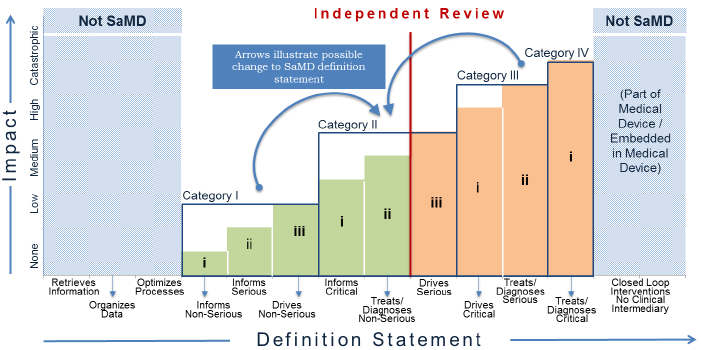 Independent Review
Not SaMD
Not SaMD
Arrows illustrate possible
change to SaMD definition
statement
Category I
Category II
Category III
Category IV
(Part of
Medical
Device /
Embedded
in Medical
Device)
Impact
Catastrophic
High
Medium
Low
None
i
ii
iii
i
ii
iii
i
ii
i
Retrieves
Information
Organizes
Data
Optimizes
Processes
Informs
Non-Serious
Informs
Serious
Drives
Non-Serious
Informs
Critical
Treats/
Diagnoses
Non-Serious
Drives
Serious
Drives
Critical
Treats/
Diagnoses
Serious
Treats/
Diagnoses
Critical
Closed Loop
Interventions
No Clinical
Intermediary
Definition Statement